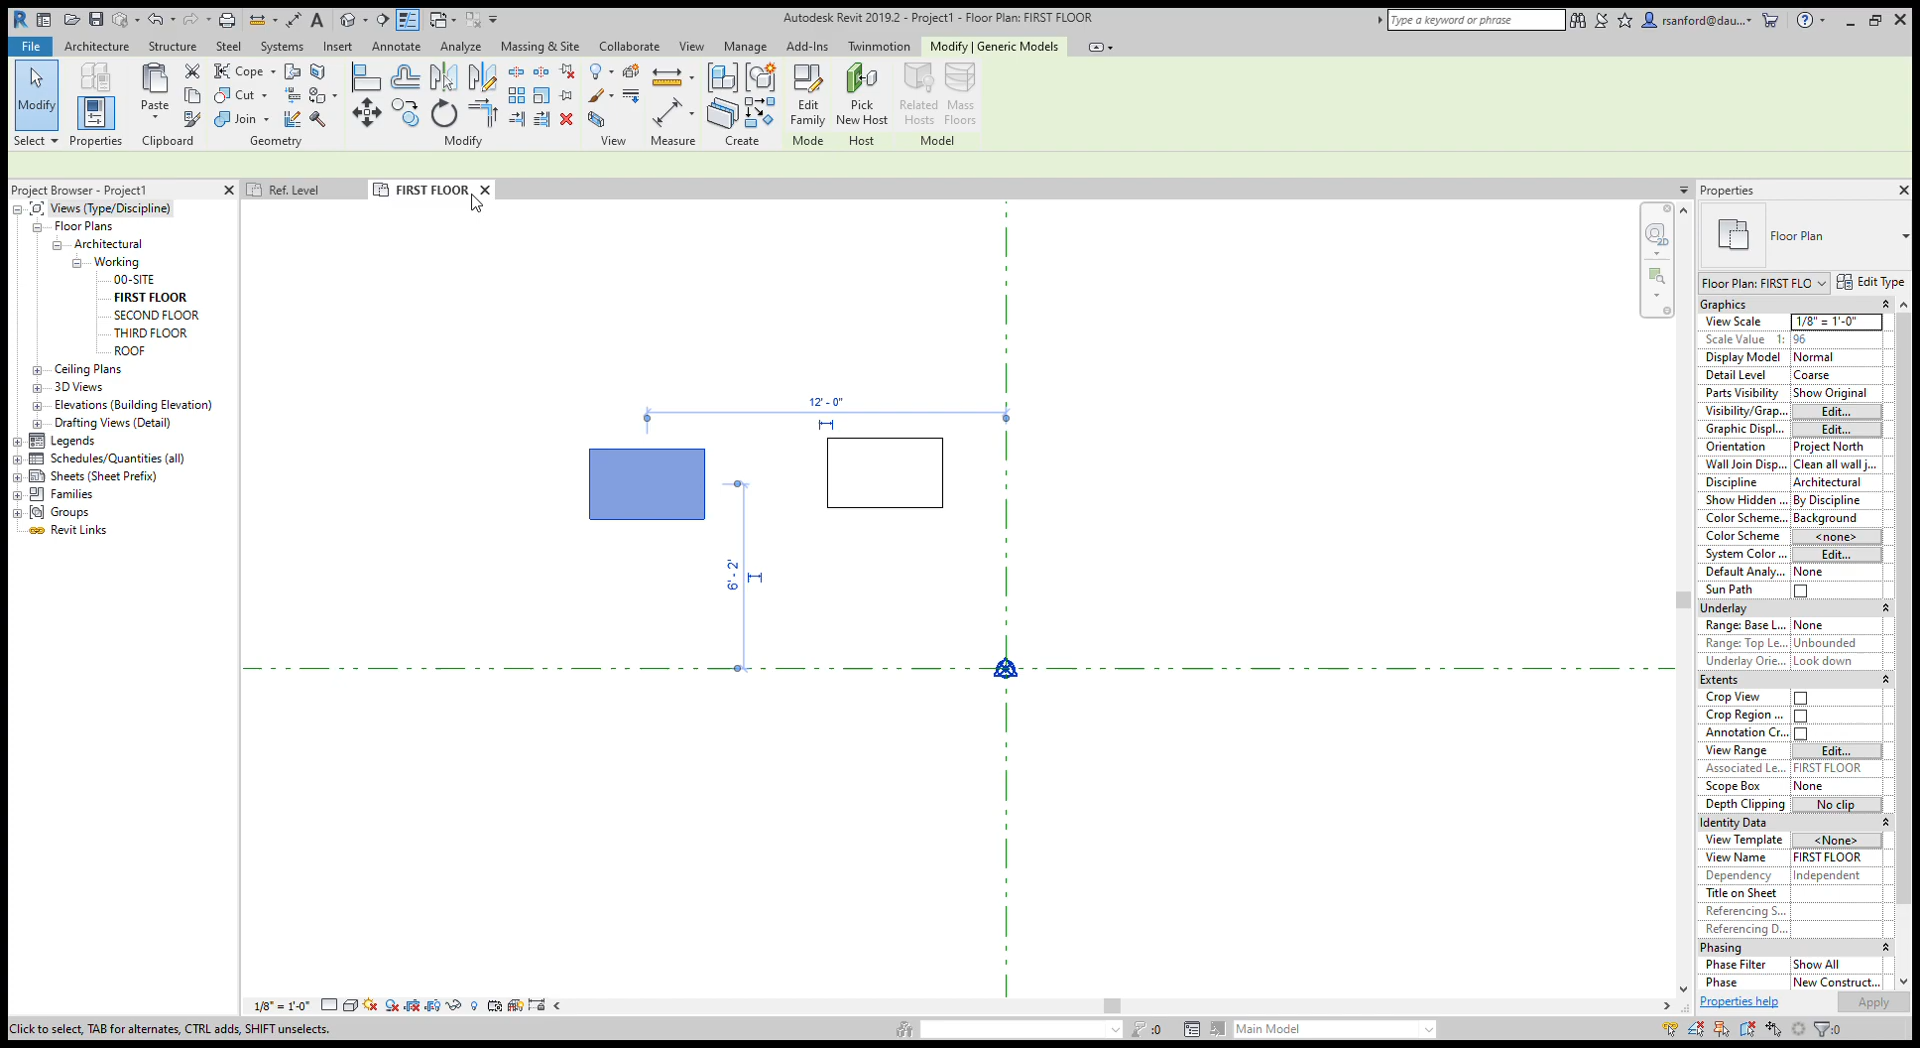 Autodesk Revit 2019.2 - Project1 - Floor Plan: FIRST FLOOR
Type a keyword or phrase
rsanford@dau...
File Architecture Structure Steel Systems Insert Annotate Analyze Massing & Site Collaborate View Manage Add-Ins Twinmotion Modify | Generic Models
Modify
Paste
Cope
Cut
Join
Edit Family
Pick New Host
Related Hosts
Mass Floors
Select Properties Clipboard Geometry Modify View Measure Create Mode Host Model
Project Browser - Project1
Views (Type/Discipline)
Floor Plans
Architectural
Working
00-SITE
FIRST FLOOR
SECOND FLOOR
THIRD FLOOR
ROOF
Ceiling Plans
3D Views
Elevations (Building Elevation)
Drafting Views (Detail)
Legends
Schedules/Quantities (all)
Sheets (Sheet Prefix)
Families
Groups
Revit Links
Ref. Level
FIRST FLOOR
2D
12' - 0"
6' - 2"
Properties
Floor Plan
Floor Plan: FIRST FLO
Edit Type
Graphics
View Scale 1/8" = 1'-0"
Scale Value 1: 96
Display Model Normal
Detail Level Coarse
Parts Visibility Show Original
Visibility/Grap... Edit...
Graphic Displ... Edit...
Orientation Project North
Wall Join Disp... Clean all wall j...
Discipline Architectural
Show Hidden ... By Discipline
Color Scheme... Background
Color Scheme <none>
System Color ... Edit...
Default Analy... None
Sun Path
Underlay
Range: Base L... None
Range: Top Le... Unbounded
Underlay Orie... Look down
Extents
Crop View
Crop Region ...
Annotation Cr...
View Range Edit...
Associated Le... FIRST FLOOR
Scope Box None
Depth Clipping No clip
Identity Data
View Template <None>
View Name FIRST FLOOR
Dependency Independent
Title on Sheet
Referencing S...
Referencing D...
Phasing
Phase Filter Show All
Phase New Construct...
Properties help
Apply
1/8" = 1'-0"
Click to select, TAB for alternates, CTRL adds, SHIFT unselects.
:0
Main Model
:0